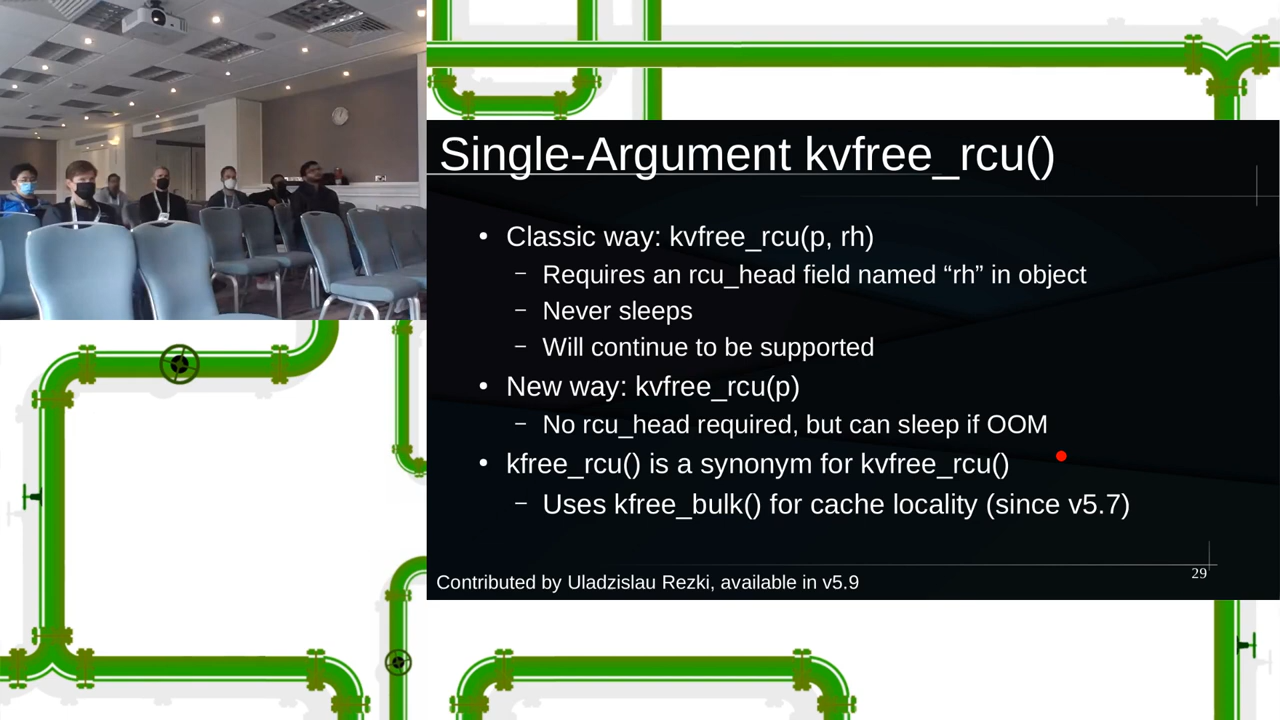 Single-Argument kvfree_rcu()
• Classic way: kvfree_rcu(p, rh)
– Requires an rcu_head field named “rh” in object
– Never sleeps
– Will continue to be supported
• New way: kvfree_rcu(p)
– No rcu_head required, but can sleep if OOM
• kfree_rcu() is a synonym for kvfree_rcu()
– Uses kfree_bulk() for cache locality (since v5.7)
Contributed by Uladzislau Rezki, available in v5.9
29